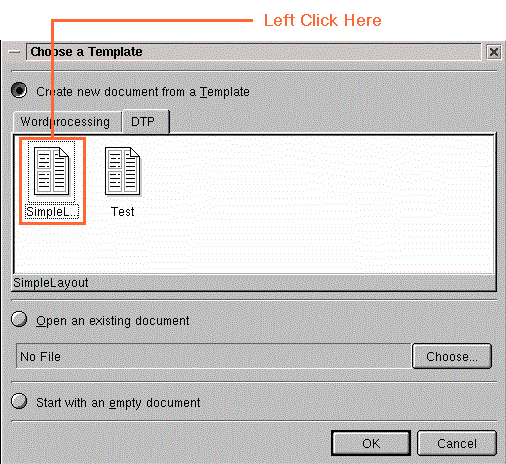 Left Click Here
Choose a Template
Create new document from a Template
Wordprocessing DTP
SimpleL... Test
SimpleLayout
Open an existing document
No File Choose...
Start with an empty document
OK Cancel